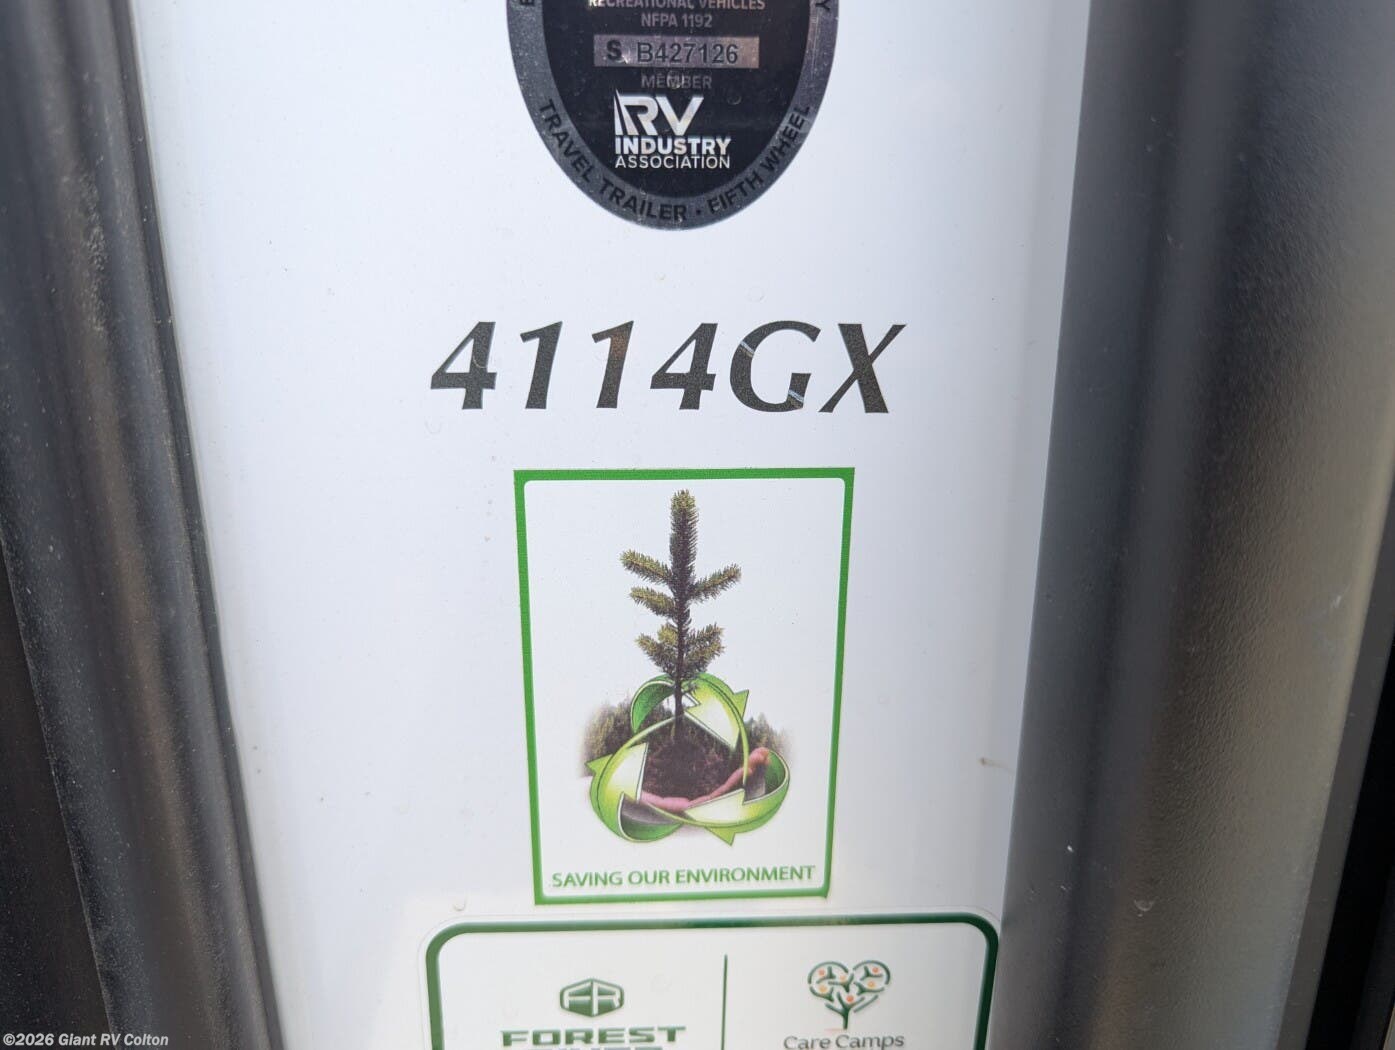 RECREATIONAL VEHICLES
NFPA 1192
S B427126
MEMBER
RV
INDUSTRY
ASSOCIATION
TRAVEL TRAILER • FIFTH WHEEL
4114GX
SAVING OUR ENVIRONMENT
FR
FOREST
Care Camps
©2026 Giant RV Colton